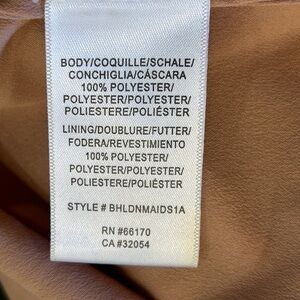 BODY/COQUILLE/SCHALE/
CONCHIGLIA/CÁSCARA
100% POLYESTER/
POLYESTER/POLYESTER/
POLIESTERE/POLIÉSTER
LINING/DOUBLURE/FUTTER/
FODERA/REVESTIMIENTO
100% POLYESTER/
POLYESTER/POLYESTER/
POLIESTERE/POLIÉSTER
STYLE # BHLDNMAIDS1A
RN #66170
CA #32054